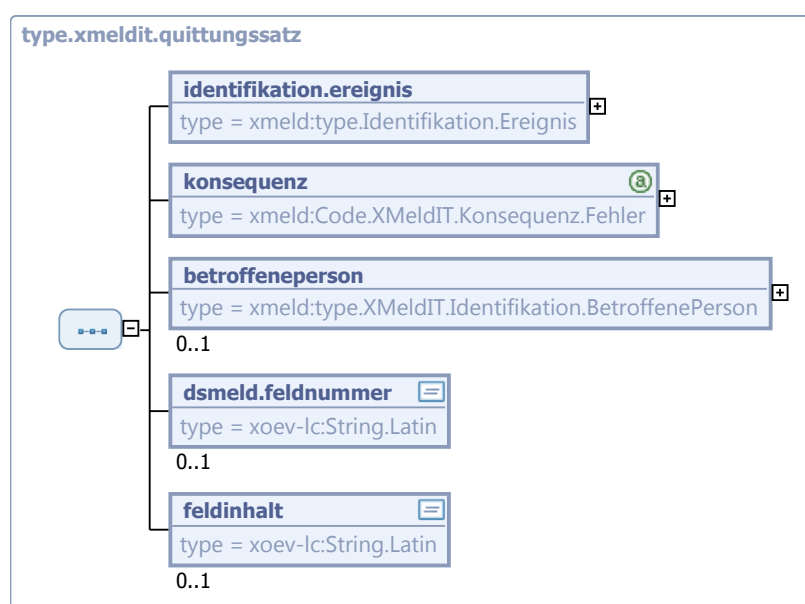 type.xmeldit.quittungssatz
identifikation.ereignis
type = xmeld:type.Identifikation.Ereignis
konsequenz
type = xmeld:Code.XMeldIT.Konsequenz.Fehler
betroffeneperson
type = xmeld:type.XMeldIT.Identifikation.BetroffenePerson
0..1
dsmeld.feldnummer
type = xoev-lc:String.Latin
0..1
feldinhalt
type = xoev-lc:String.Latin
0..1